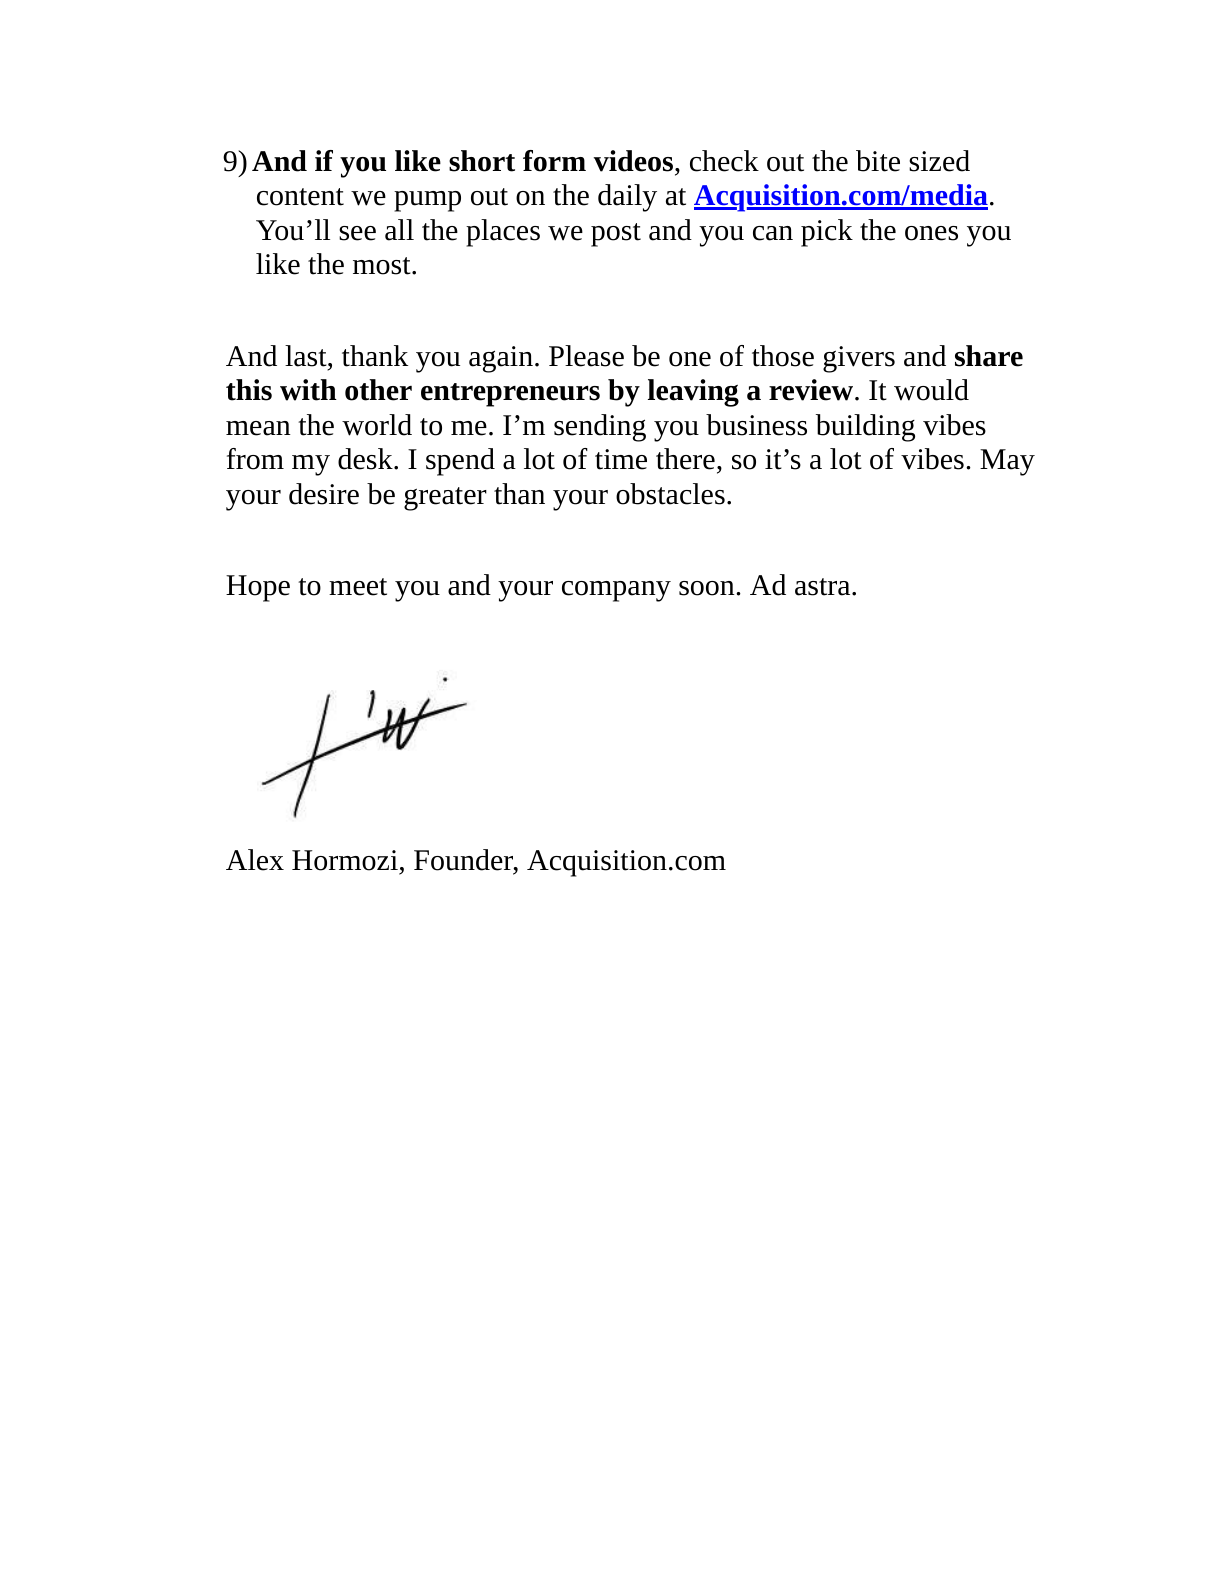 9) And if you like short form videos, check out the bite sized
content we pump out on the daily at Acquisition.com/media.
You’ll see all the places we post and you can pick the ones you
like the most.
And last, thank you again. Please be one of those givers and share
this with other entrepreneurs by leaving a review. It would
mean the world to me. I’m sending you business building vibes
from my desk. I spend a lot of time there, so it’s a lot of vibes. May
your desire be greater than your obstacles.
Hope to meet you and your company soon. Ad astra.
Alex Hormozi, Founder, Acquisition.com